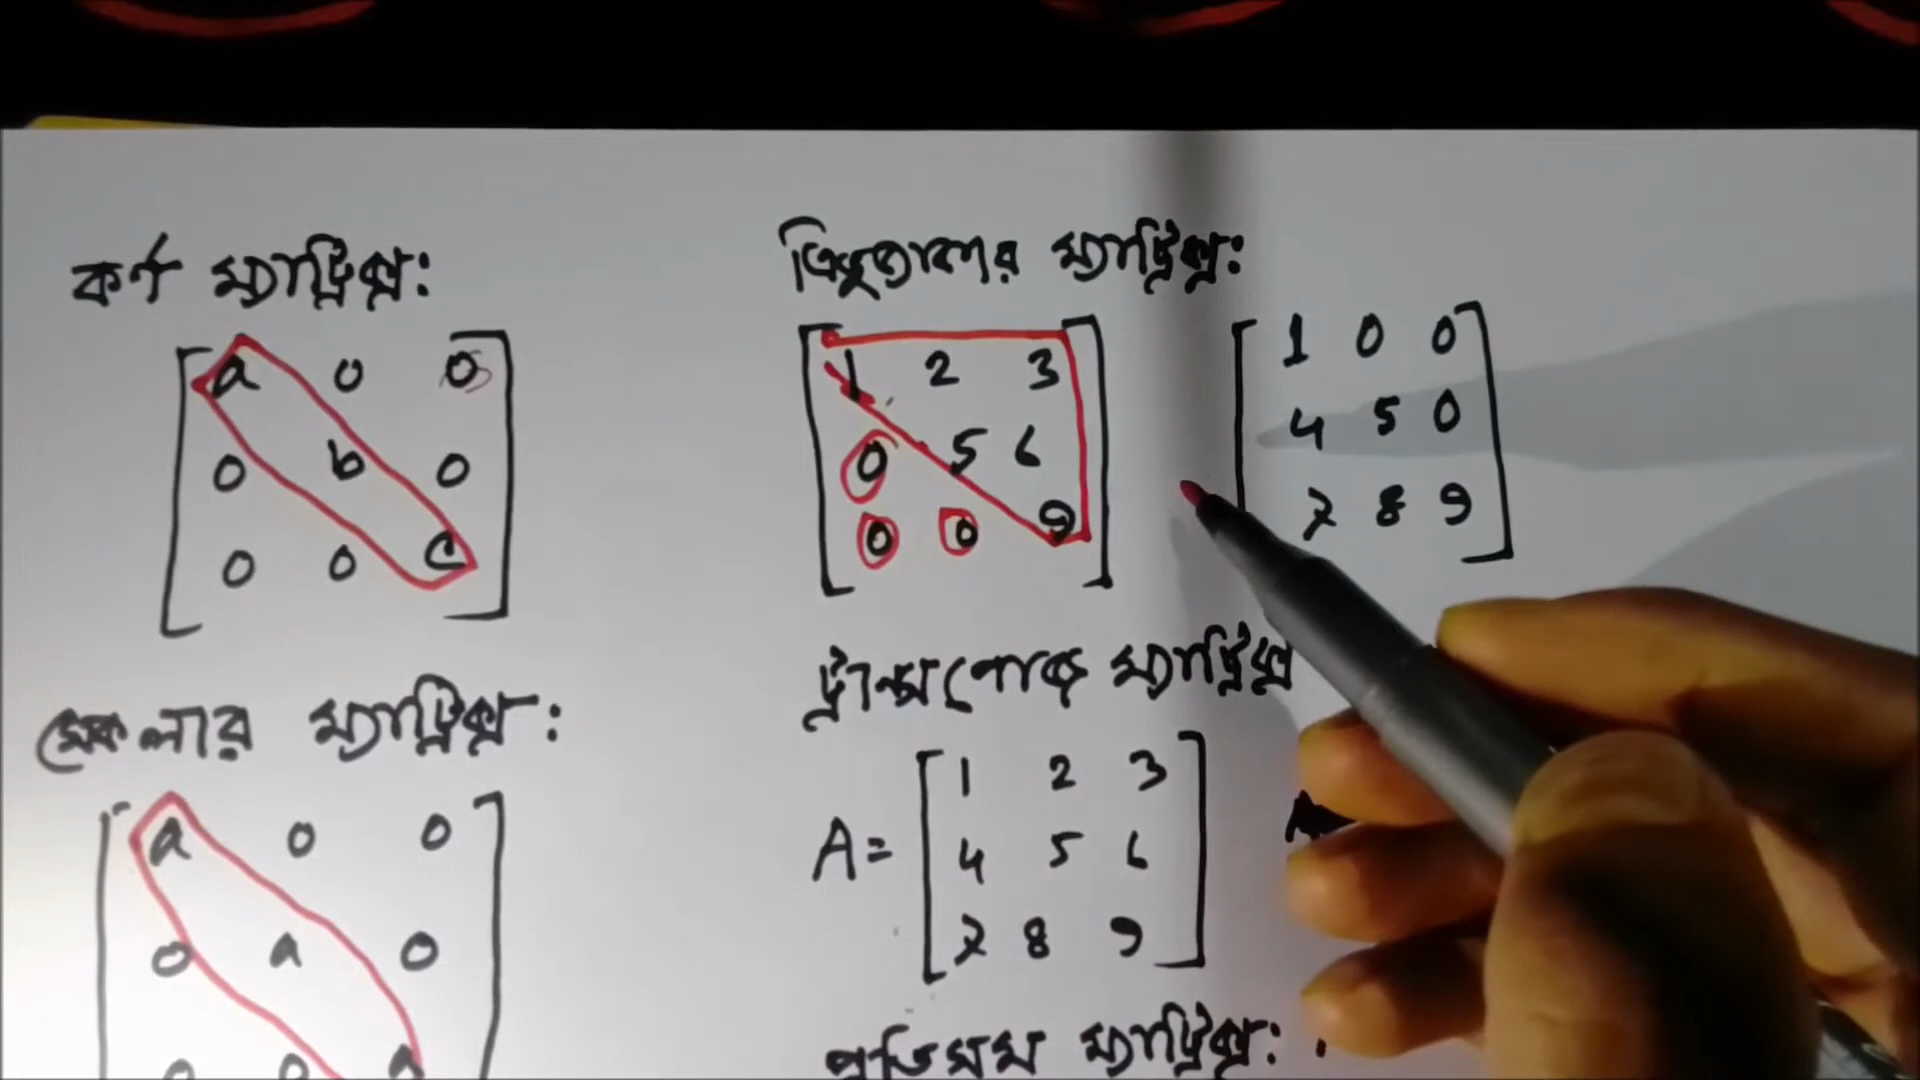 কর্ণ ম্যাট্রিক্স:
a 0 0
0 b 0
0 0 c
স্কেলার ম্যাট্রিক্স:
a 0 0
0 a 0
0 0 a
ত্রিভুজাকার ম্যাট্রিক্স:
1 2 3
0 5 6
0 0 9
1 0 0
4 5 0
7 8 9
ট্রান্সপোজ ম্যাট্রিক্স
A=
1 2 3
4 5 6
7 8 9
প্রতিসম ম্যাট্রিক্স: